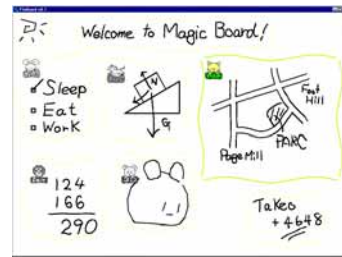 Welcome to Magic Board!
Sleep
Eat
Work
N
G
Foot
Hill
PARC
Page Mill
124
166
290
Takeo
+4648